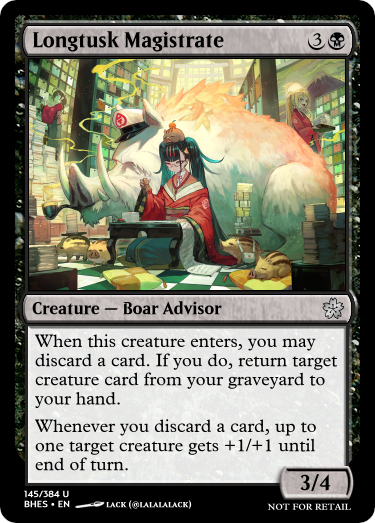 Longtusk Magistrate 3
Creature — Boar Advisor
When this creature enters, you may
discard a card. If you do, return target
creature card from your graveyard to
your hand.
Whenever you discard a card, up to
one target creature gets +1/+1 until
end of turn.
3/4
145/384 U
BHES • EN LACK (@LALALALACK)
NOT FOR RETAIL